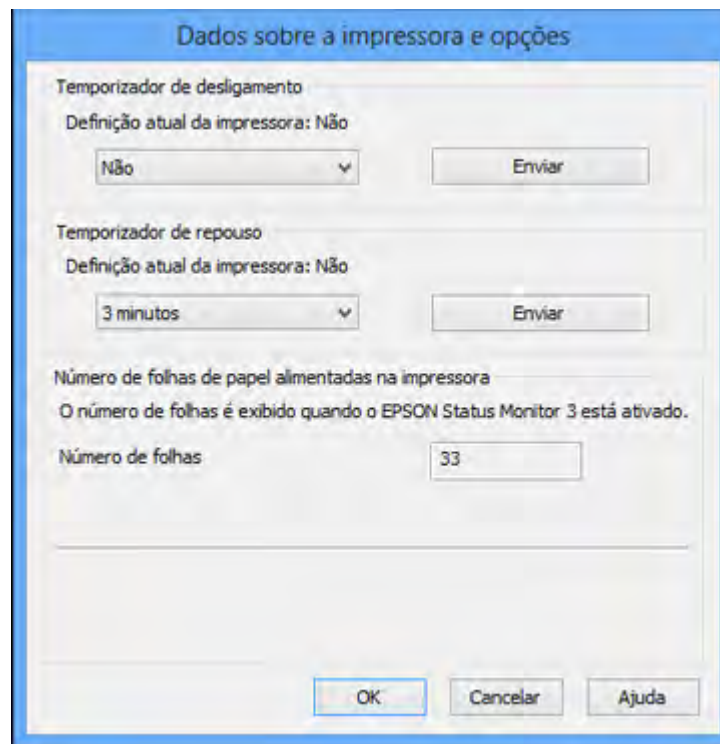 Dados sobre a impressora e opções
Temporizador de desligamento
Definição atual da impressora: Não
Não
Enviar
Temporizador de repouso
Definição atual da impressora: Não
3 minutos
Enviar
Número de folhas de papel alimentadas na impressora
O número de folhas é exibido quando o EPSON Status Monitor 3 está ativado.
Número de folhas
33
OK
Cancelar
Ajuda